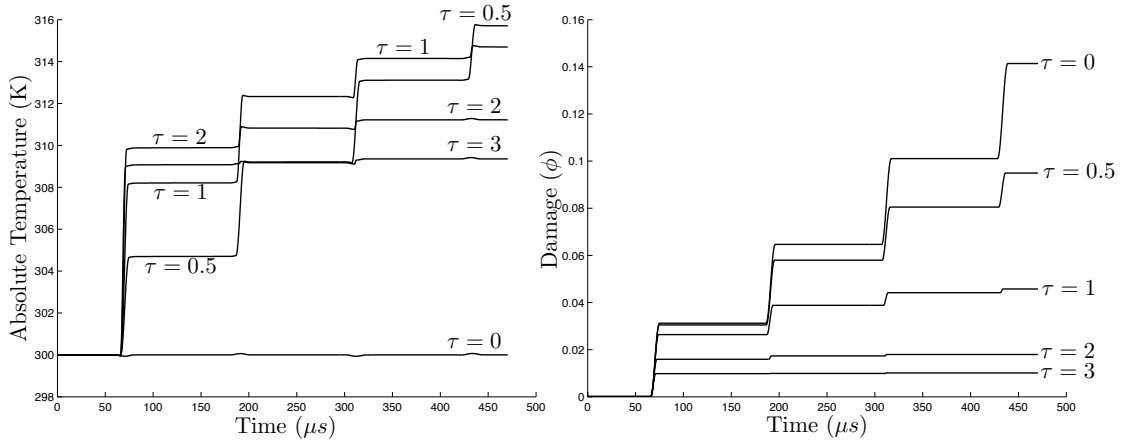 316
314
312
310
308
306
304
302
300
298
Absolute Temperature (K)
τ = 0.5
τ = 1
τ = 2
τ = 2
τ = 3
τ = 1
τ = 0.5
τ = 0
0 50 100 150 200 250 300 350 400 450 500
Time (μs)
0.16
0.14
0.12
0.1
0.08
0.06
0.04
0.02
0
Damage (ϕ)
τ = 0
τ = 0.5
τ = 1
τ = 2
τ = 3
0 50 100 150 200 250 300 350 400 450 500
Time (μs)